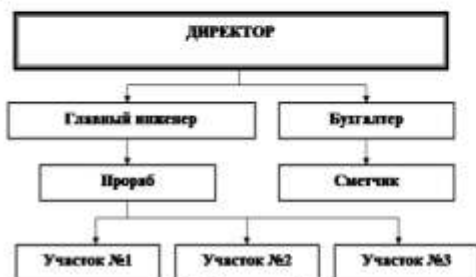 ДИРЕКТОР
Главный инженер
Бухгалтер
Прораб
Сметчик
Участок №1
Участок №2
Участок №3